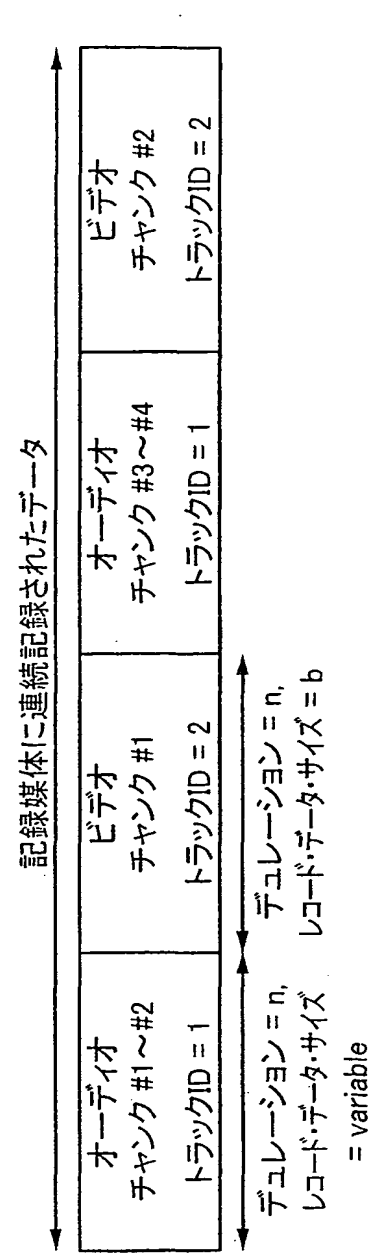 記録媒体に連続記録されたデータ
オーディオ
チャンク #1〜#2
トラックID = 1
ビデオ
チャンク #1
トラックID = 2
オーディオ
チャンク #3〜#4
トラックID = 1
ビデオ
チャンク #2
トラックID = 2
デュレーション = n,
レコード・データ・サイズ
= variable
デュレーション = n,
レコード・データ・サイズ = b